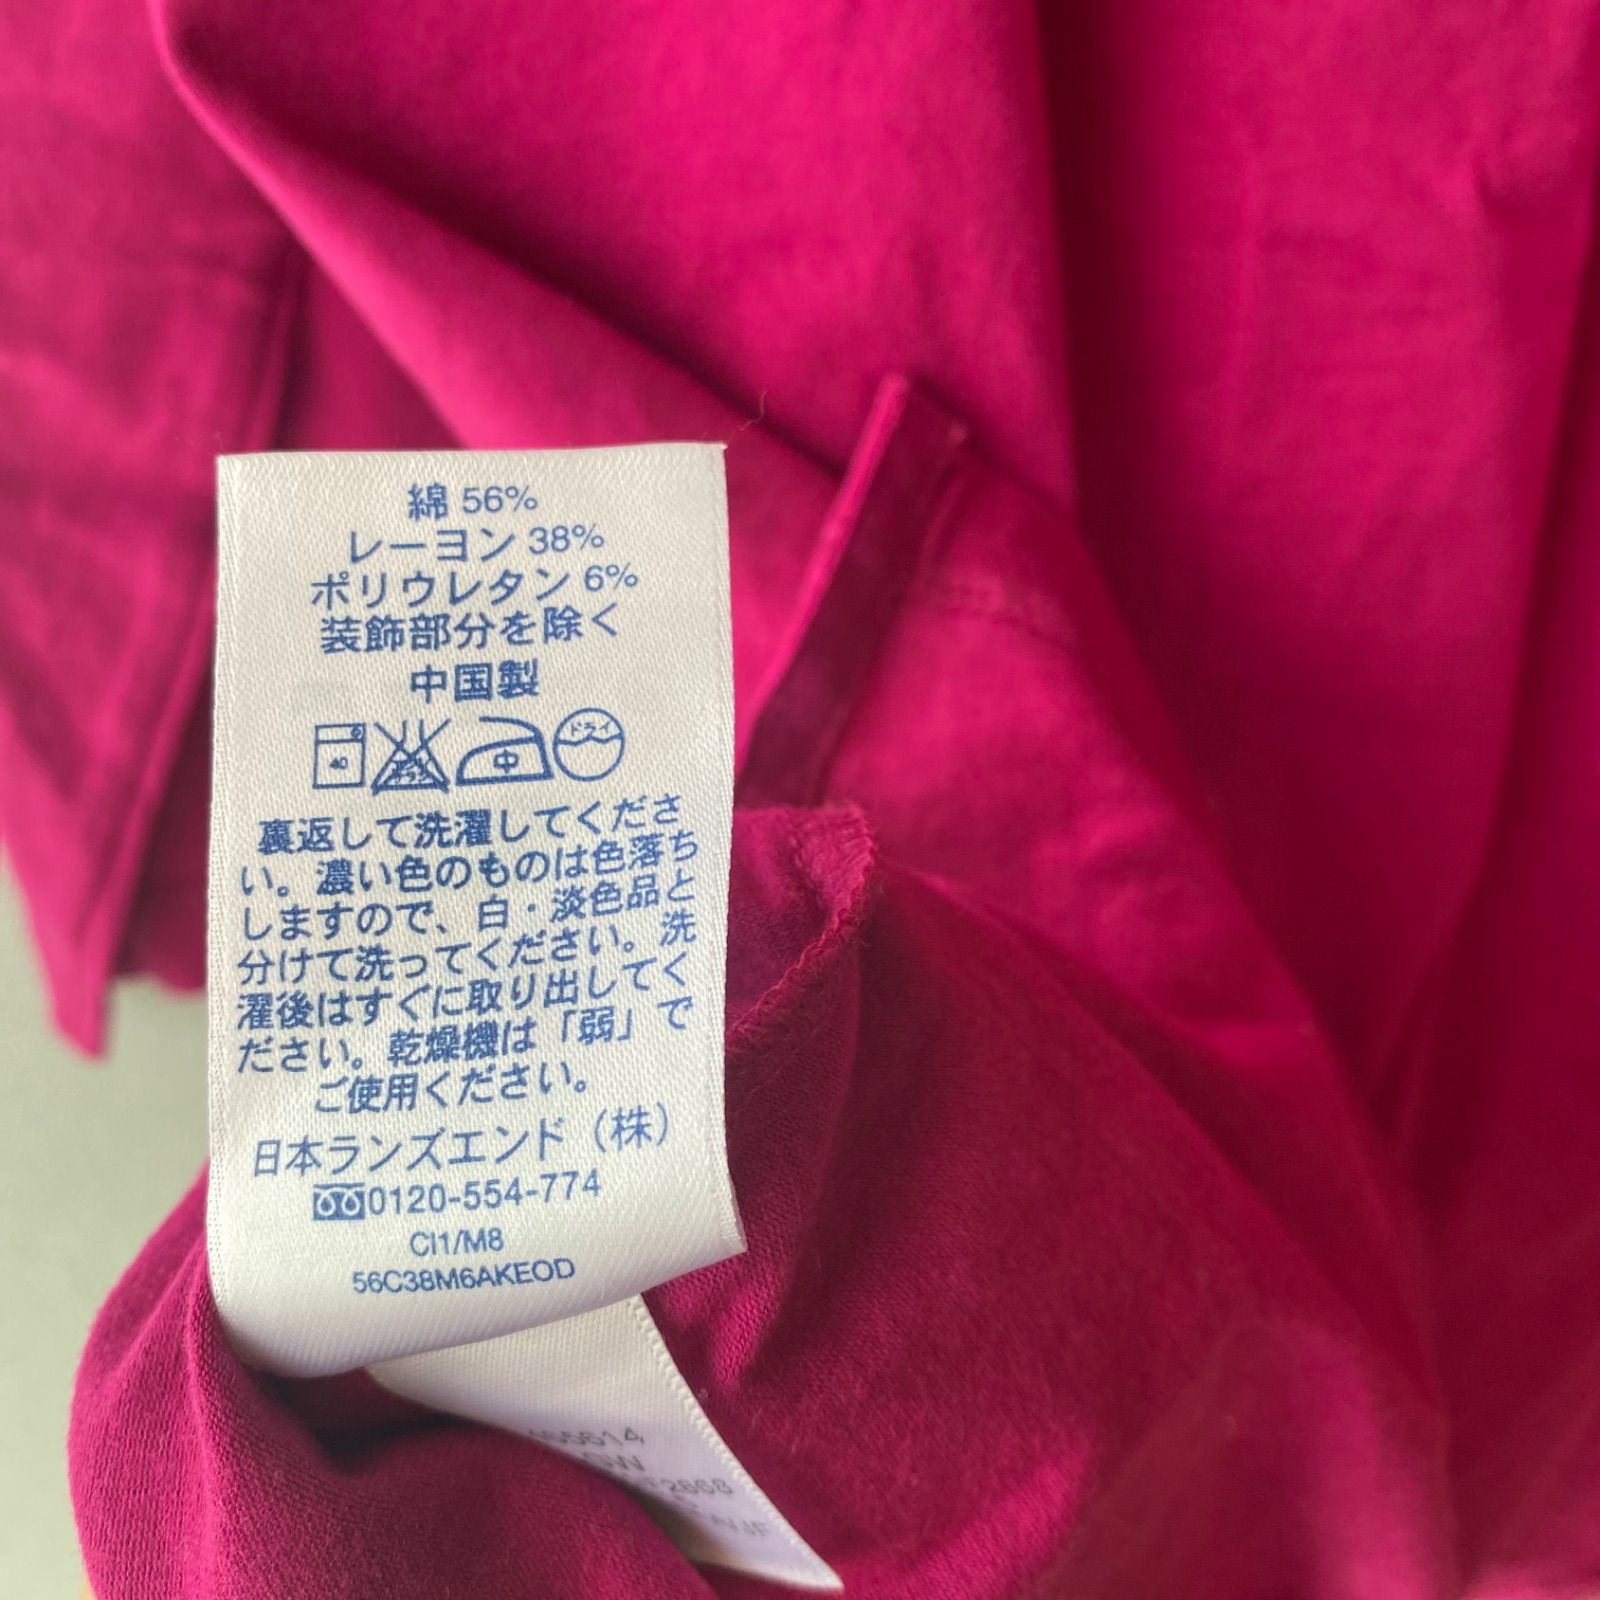 綿 56%
レーヨン 38%
ポリウレタン 6%
装飾部分を除く
中国製
40 中 ドライ
裏返して洗濯してくださ
い。濃い色のものは色落ち
しますので、白・淡色品と
分けて洗ってください。洗
濯後はすぐに取り出してく
ださい。乾燥機は「弱」で
ご使用ください。
日本ランズエンド（株）
0120-554-774
CI1/M8
56C38M6AKEOD